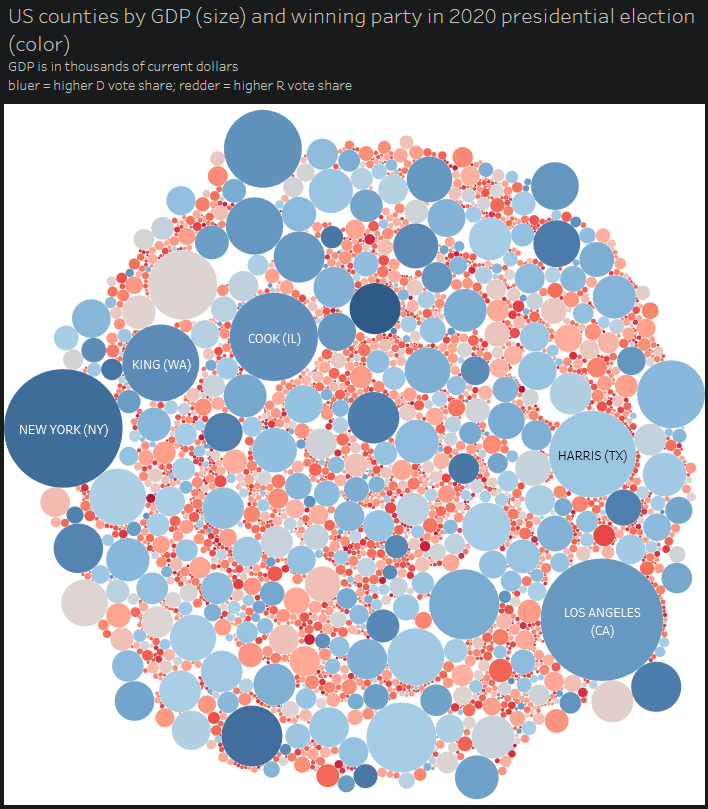 US counties by GDP (size) and winning party in 2020 presidential election
(color)
GDP is in thousands of current dollars
bluer = higher D vote share; redder = higher R vote share
COOK (IL)
KING (WA)
NEW YORK (NY)
HARRIS (TX)
LOS ANGELES
(CA)